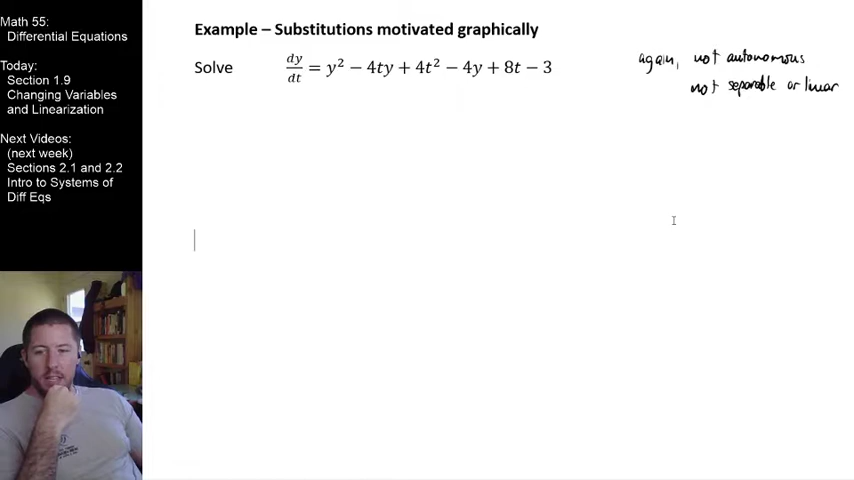 Math 55:
Differential Equations
Today:
Section 1.9
Changing Variables
and Linearization
Next Videos:
(next week)
Sections 2.1 and 2.2
Intro to Systems of
Diff Eqs
Example – Substitutions motivated graphically
Solve dy/dt = y² − 4ty + 4t² − 4y + 8t − 3
again, not autonomous
not separable or linear